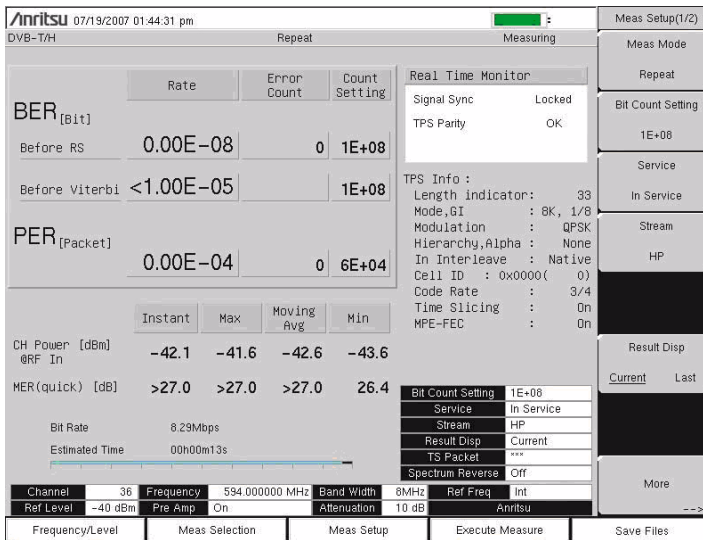 Anritsu 07/19/2007 01:44:31 pm
DVB-T/H Repeat Measuring
Rate Error Count Count Setting
BER [Bit]
Before RS 0.00E-08 0 1E+08
Before Viterbi <1.00E-05 1E+08
PER [Packet]
0.00E-04 0 6E+04
Instant Max Moving Avg Min
CH Power [dBm] @RF In -42.1 -41.6 -42.6 -43.6
MER(quick) [dB] >27.0 >27.0 >27.0 26.4
Bit Rate 8.29Mbps
Estimated Time 00h00m13s
Real Time Monitor
Signal Sync Locked
TPS Parity OK
TPS Info :
Length indicator: 33
Mode,GI : 8K, 1/8
Modulation : QPSK
Hierarchy,Alpha : None
In Interleave : Native
Cell ID : 0x0000( 0)
Code Rate : 3/4
Time Slicing : On
MPE-FEC : On
Bit Count Setting 1E+08
Service In Service
Stream HP
Result Disp Current
TS Packet ***
Spectrum Reverse Off
Channel 36 Frequency 594.000000 MHz Band Width 8MHz Ref Freq Int
Ref Level -40 dBm Pre Amp On Attenuation 10 dB Anritsu
Frequency/Level Meas Selection Meas Setup Execute Measure Save Files
Meas Setup(1/2)
Meas Mode
Repeat
Bit Count Setting
1E+08
Service
In Service
Stream
HP
Result Disp
Current Last
More
-->